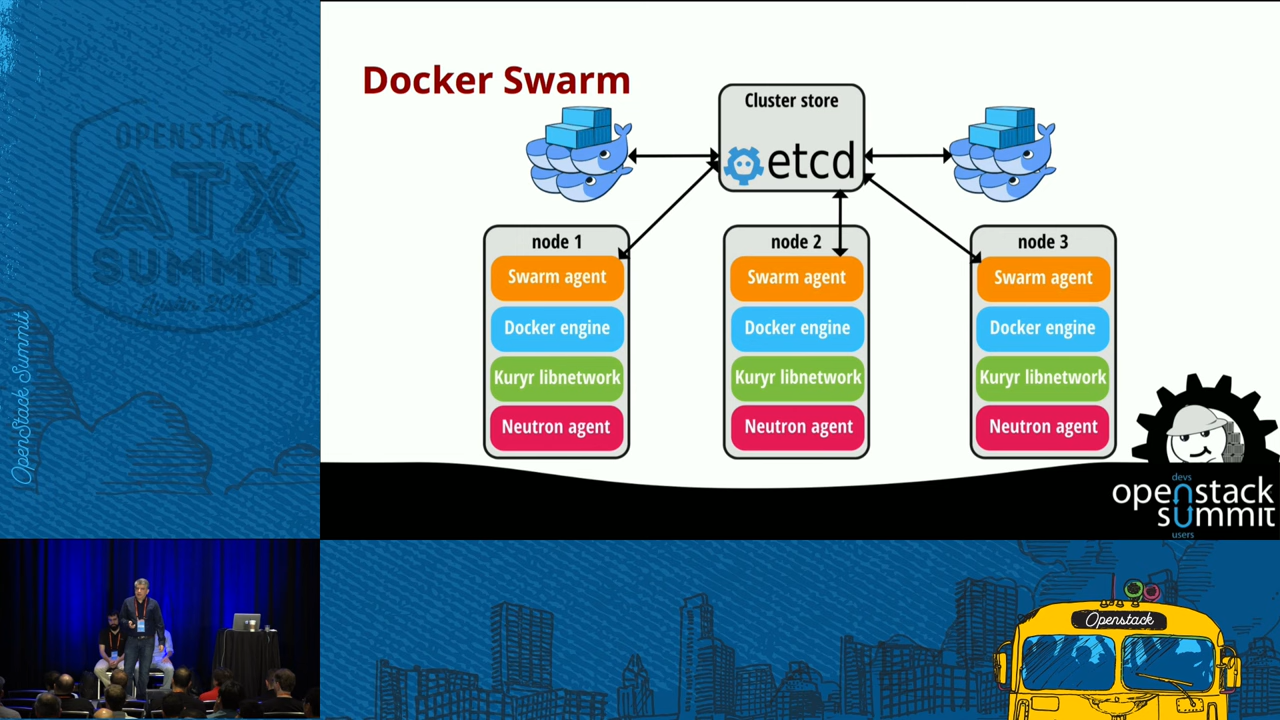 OPENSTACK
ATX
SUMMIT
Austin 2016
OpenStack Summit
Docker Swarm
Cluster store
etcd
node 1
Swarm agent
Docker engine
Kuryr libnetwork
Neutron agent
node 2
Swarm agent
Docker engine
Kuryr libnetwork
Neutron agent
node 3
Swarm agent
Docker engine
Kuryr libnetwork
Neutron agent
devs
openstack
summit
users
Openstack